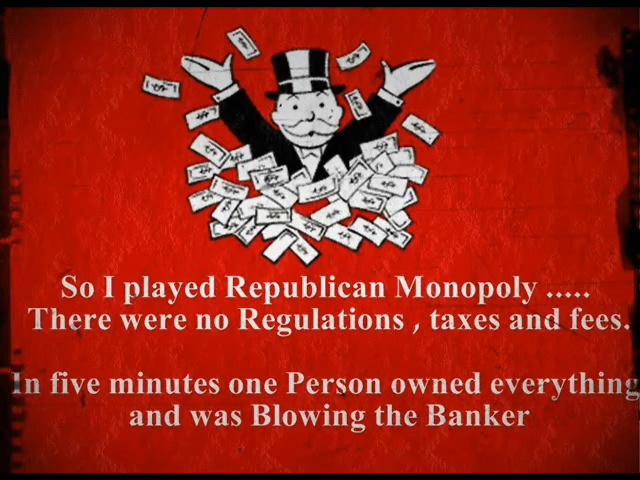 So I played Republican Monopoly .....
There were no Regulations , taxes and fees.
In five minutes one Person owned everything
and was Blowing the Banker